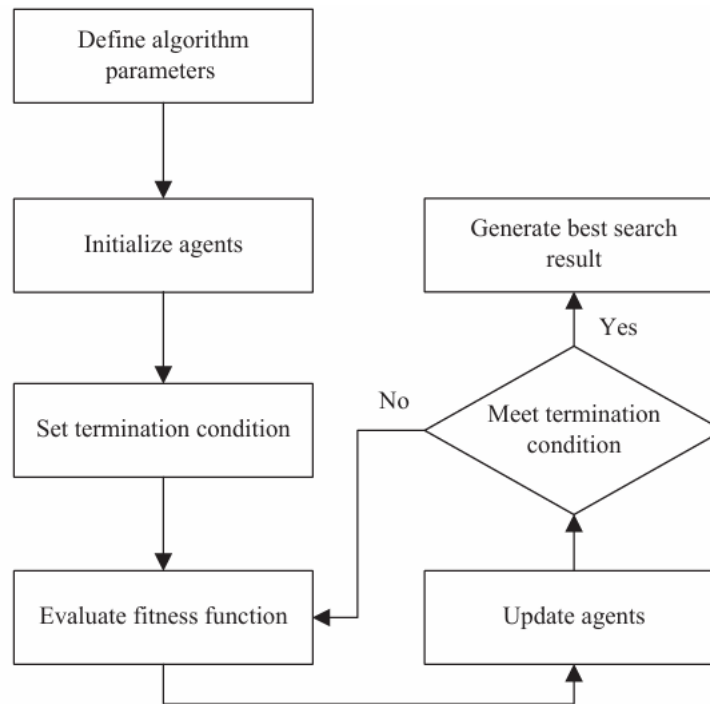 Define algorithm
parameters
Initialize agents
Set termination condition
Evaluate fitness function
Update agents
Meet termination
condition
No
Yes
Generate best search
result